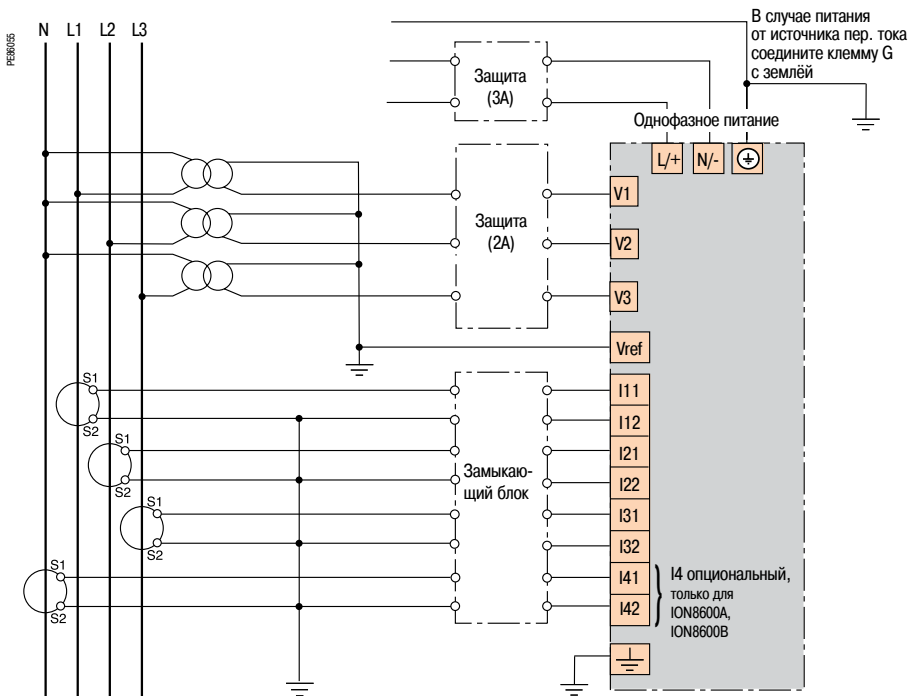 PE86055
N L1 L2 L3
В случае питания
от источника пер. тока
соедините клемму G
с землёй
Защита
(3А)
Однофазное питание
L/+ N/-
Защита
(2А)
V1
V2
V3
Vref
S1
S2
S1
S2
S1
S2
S1
S2
Замыкаю-
щий блок
I11
I12
I21
I22
I31
I32
I41
I42
I4 опциональный,
только для
ION8600A,
ION8600B